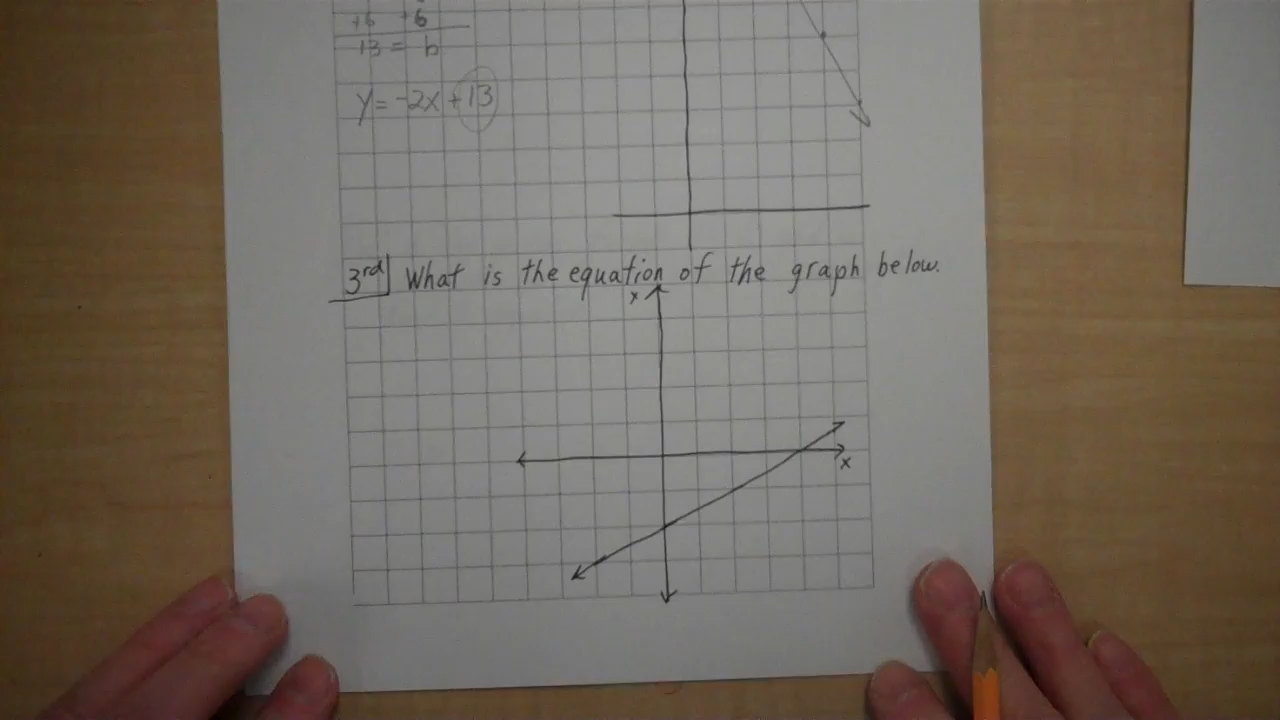 +6 +6
13 = b
y = -2x + 13
3rd What is the equation of the graph below.
x
x